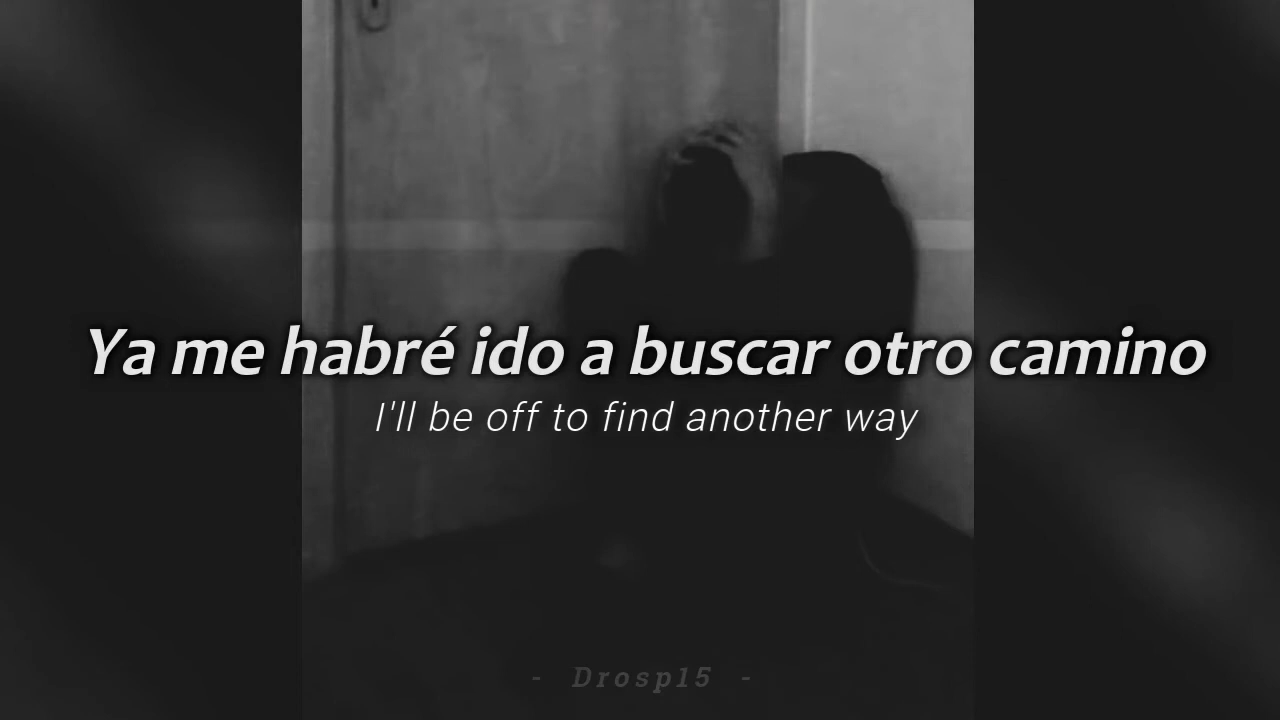 Ya me habré ido a buscar otro camino
I'll be off to find another way
- Drosp15 -